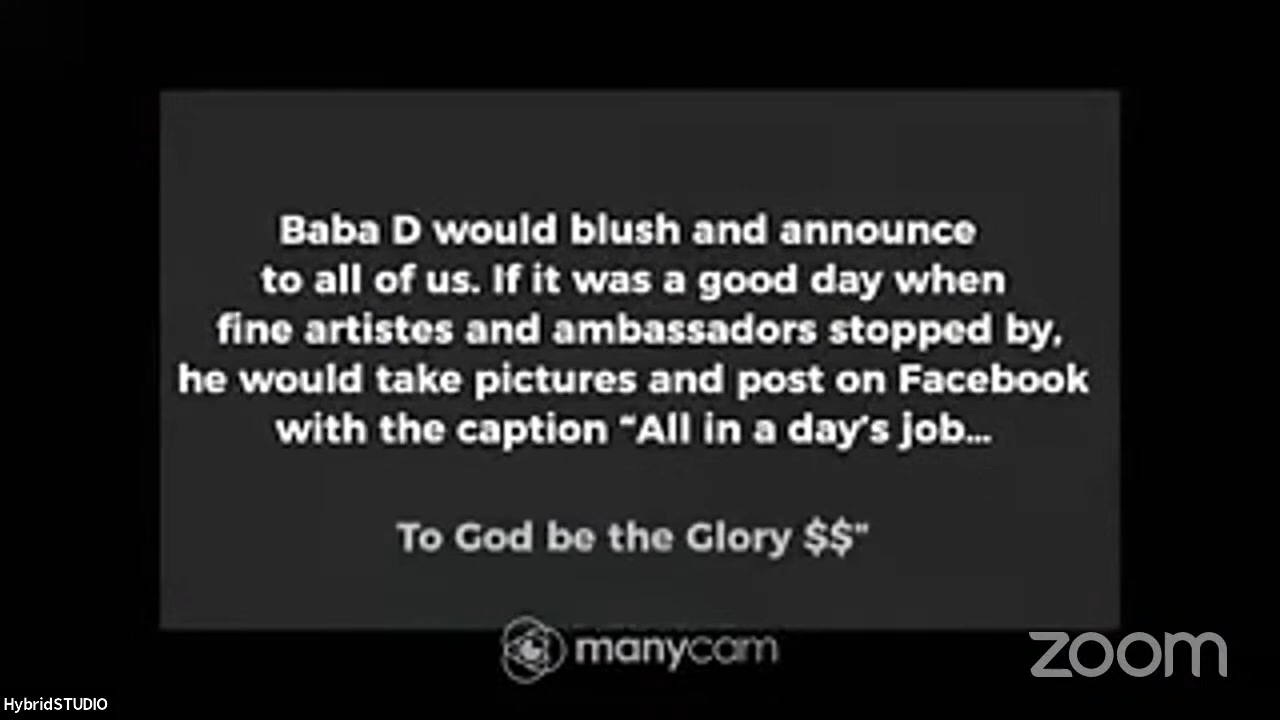 Baba D would blush and announce
to all of us. If it was a good day when
fine artistes and ambassadors stopped by,
he would take pictures and post on Facebook
with the caption “All in a day’s job...
To God be the Glory $$"
manycam
zoom
HybridSTUDIO